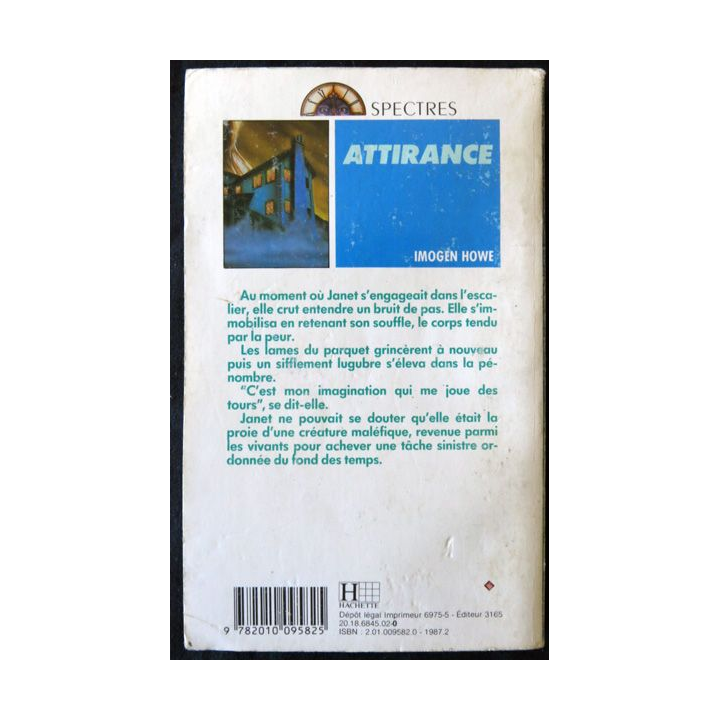 SPECTRES
ATTIRANCE
IMOGEN HOWE
Au moment où Janet s'engageait dans l'esca-
lier, elle crut entendre un bruit de pas. Elle s'im-
mobilisa en retenant son souffle, le corps tendu
par la peur.
Les lames du parquet grincèrent à nouveau
puis un sifflement lugubre s'éleva dans la pé-
nombre.
"C'est mon imagination qui me joue des
tours", se dit-elle.
Janet ne pouvait se douter qu'elle était la
proie d'une créature maléfique, revenue parmi
les vivants pour achever une tâche sinistre or-
donnée du fond des temps.
H
HACHETTE
Dépôt légal Imprimeur 6975-5 - Éditeur 3165
20.18.6845.02-0
ISBN : 2.01.009582.0 - 1987.2
9 782010 095825